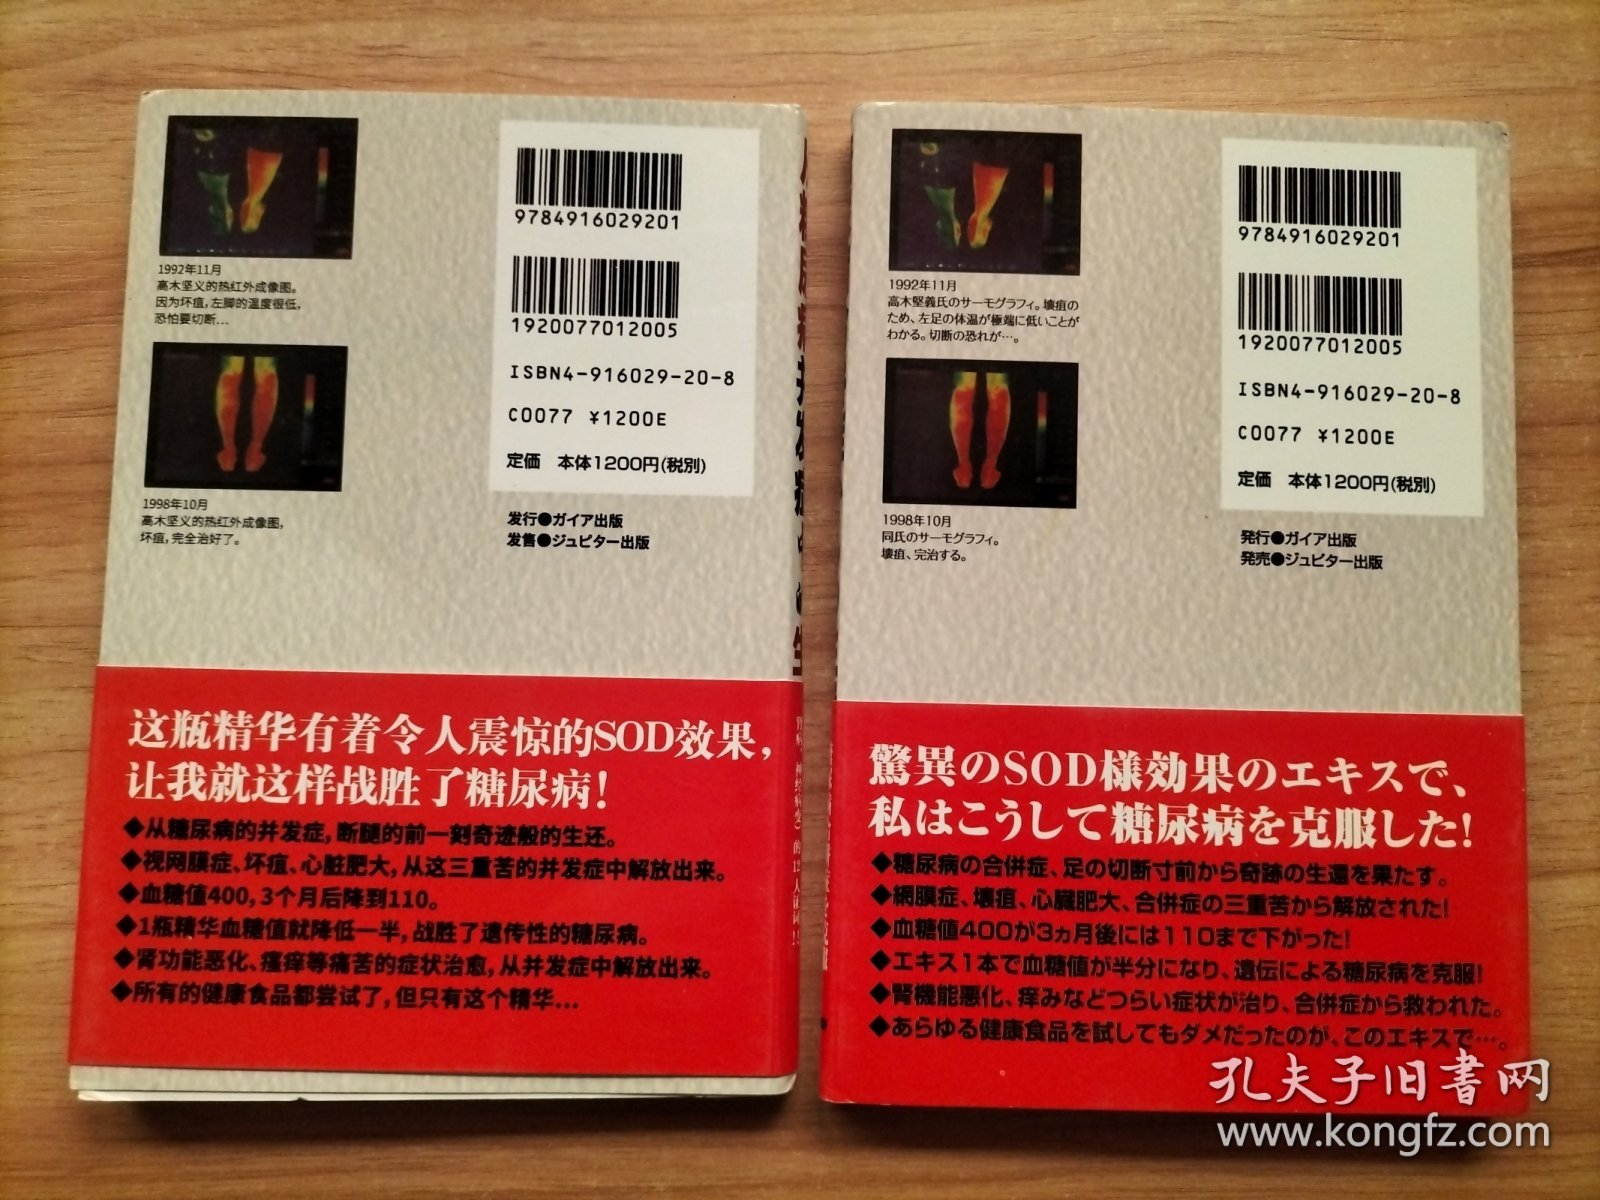 9784916029201
1920077012005
ISBN4-916029-20-8
C0077 ¥1200E
定価 本体1200円(税別)
发行●ガイア出版
发售●ジュピター出版
1992年11月
高木坚义的热红外成像图。
因为坏疽,左脚的温度很低,
恐怕要切断...
1998年10月
高木坚义的热红外成像图,
坏疽,完全治好了。
这瓶精华有着令人震惊的SOD效果,
让我就这样战胜了糖尿病!
◆从糖尿病的并发症,断腿的前一刻奇迹般的生还。
◆视网膜症、坏疽、心脏肥大,从这三重苦的并发症中解放出来。
◆血糖值400,3个月后降到110。
◆1瓶精华血糖值就降低一半,战胜了遗传性的糖尿病。
◆肾功能恶化、瘙痒等痛苦的症状治愈,从并发症中解放出来。
◆所有的健康食品都尝试了,但只有这个精华...
9784916029201
1920077012005
ISBN4-916029-20-8
C0077 ¥1200E
定価 本体1200円(税別)
発行●ガイア出版
発売●ジュピター出版
1992年11月
高木堅義氏のサーモグラフィ。壊疽の
ため、左足の体温が極端に低いことが
わかる。切断の恐れが…。
1998年10月
同氏のサーモグラフィ。
壊疽、完治する。
驚異のSOD様効果のエキスで、
私はこうして糖尿病を克服した!
◆糖尿病の合併症、足の切断寸前から奇跡の生還を果たす。
◆網膜症、壊疽、心臓肥大、合併症の三重苦から解放された!
◆血糖値400が3ヵ月後には110まで下がった!
◆エキス1本で血糖値が半分になり、遺伝による糖尿病を克服!
◆腎機能悪化、痒みなどつらい症状が治り、合併症から救われた。
◆あらゆる健康食品を試してもダメだったのが、このエキスで…。
孔夫子旧书网
www.kongfz.com